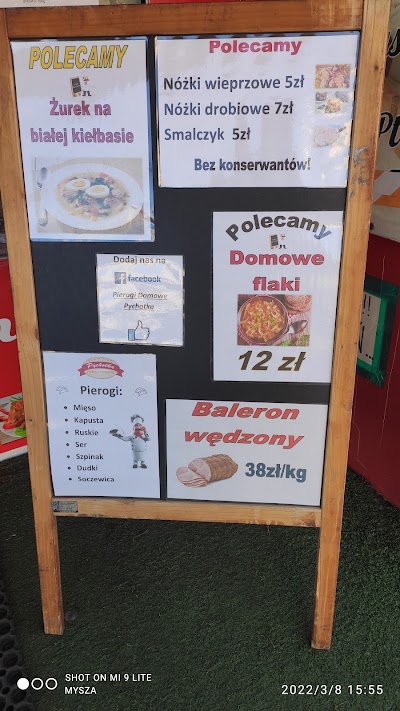 POLECAMY
Żurek na
białej kiełbasie
Polecamy
Nóżki wieprzowe 5zł
Nóżki drobiowe 7zł
Smalczyk 5zł
Bez konserwantów!
Dodaj nas na
facebook
Pierogi Domowe
Pychotka
Polecamy
Domowe
flaki
12 zł
Pychotka
Pierogi:
• Mięso
• Kapusta
• Ruskie
• Ser
• Szpinak
• Dudki
• Soczewica
Baleron
wędzony
38zł/kg
SHOT ON MI 9 LITE
MYSZA
2022/3/8 15:55